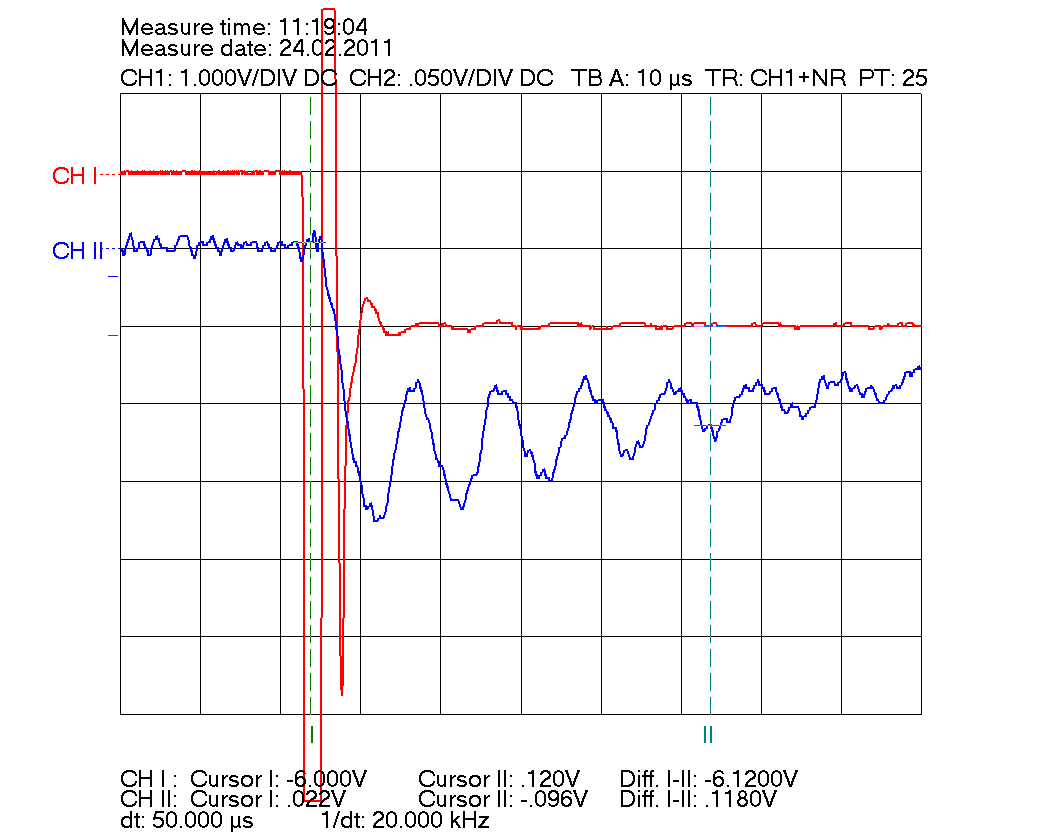 Measure time: 11:19:04
Measure date: 24.02.2011
CH1: 1.000V/DIV DC CH2: .050V/DIV DC TB A: 10 µs TR: CH1+NR PT: 25
CH I
CH II
I II
CH I : Cursor I: -6.000V Cursor II: .120V Diff. I-II: -6.1200V
CH II: Cursor I: .022V Cursor II: -.096V Diff. I-II: .1180V
dt: 50.000 µs 1/dt: 20.000 kHz